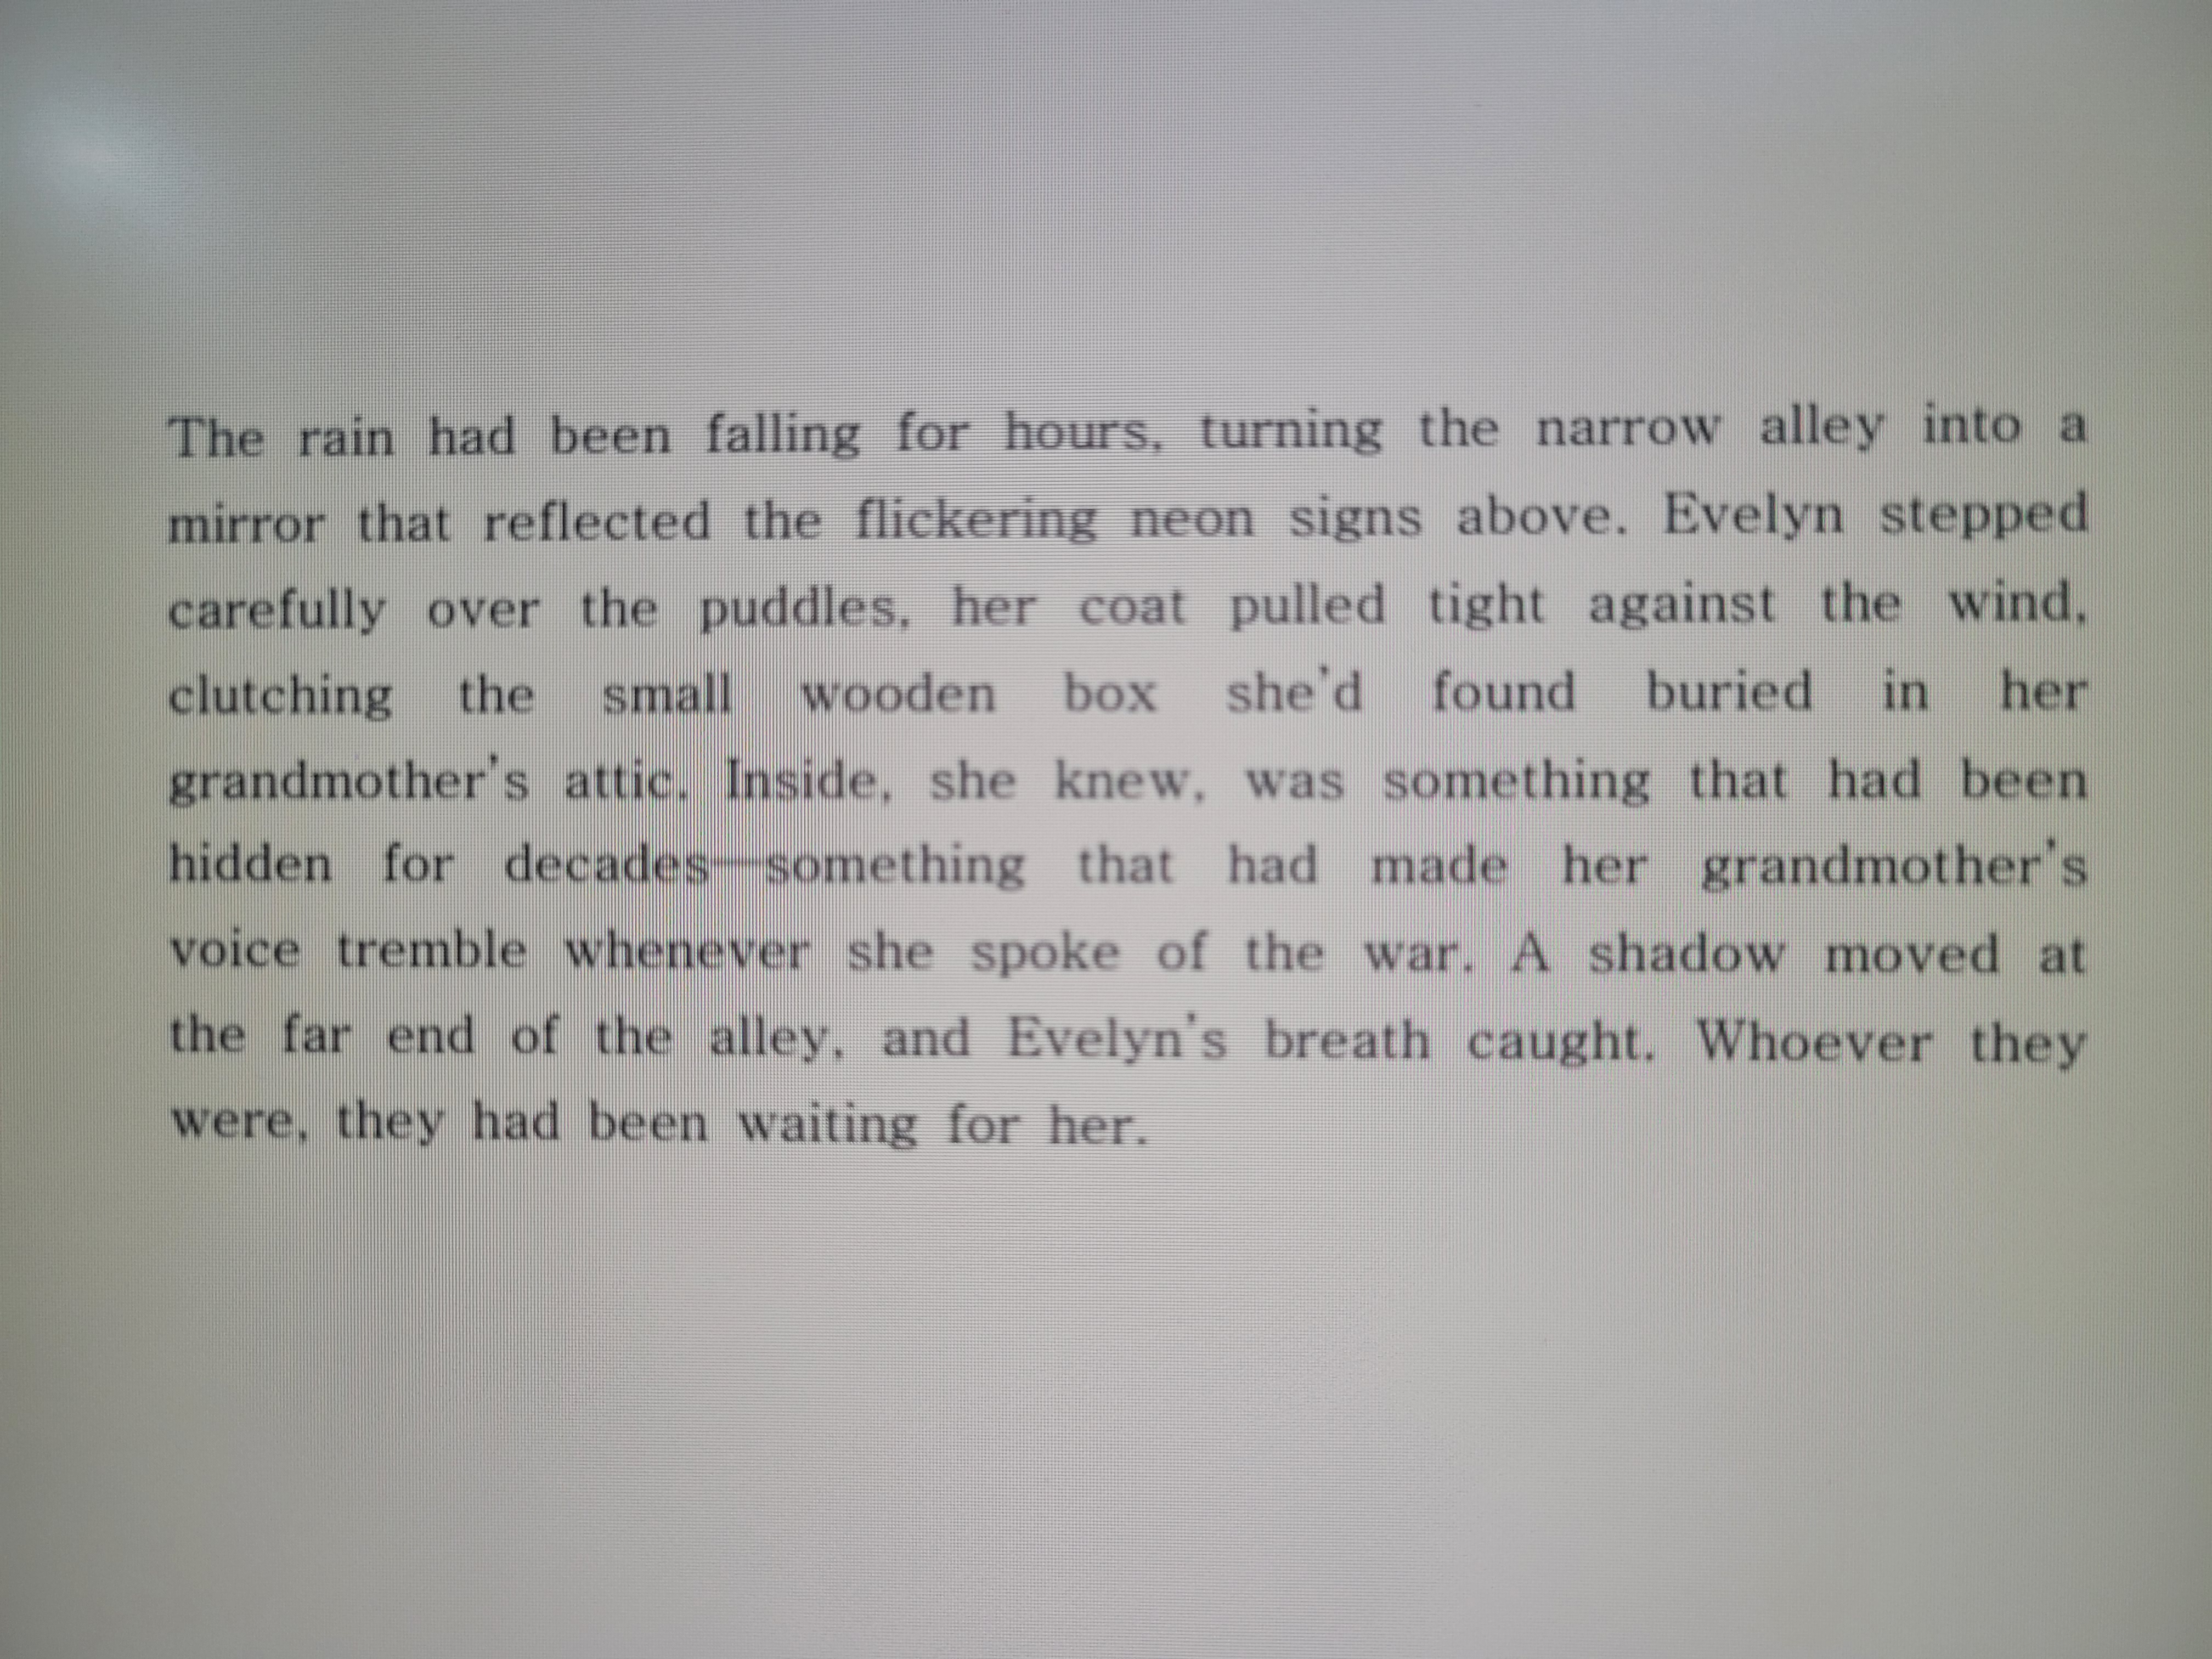 The rain had been falling for hours, turning the narrow alley into a
mirror that reflected the flickering neon signs above. Evelyn stepped
carefully over the puddles, her coat pulled tight against the wind,
clutching the small wooden box she'd found buried in her
grandmother's attic. Inside, she knew, was something that had been
hidden for decades—something that had made her grandmother's
voice tremble whenever she spoke of the war. A shadow moved at
the far end of the alley, and Evelyn's breath caught. Whoever they
were, they had been waiting for her.